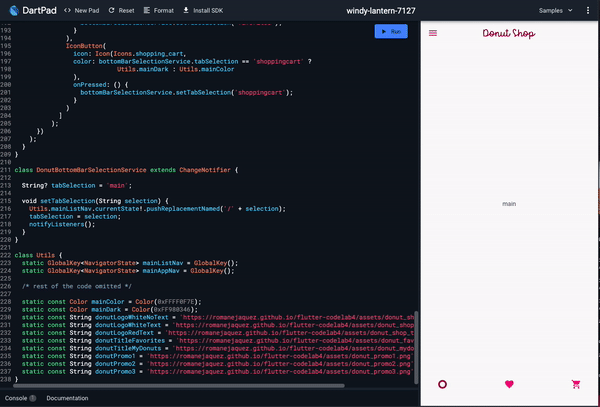 DartPad
New Pad
Reset
Format
Install SDK
windy-lantern-7127
Samples
Run
193 }
194 ),
195 IconButton(
196 icon: Icon(Icons.shopping_cart,
197 color: bottomBarSelectionService.tabSelection == 'shoppingcart' ?
198 Utils.mainDark : Utils.mainColor
199 ),
200 onPressed: () {
201 bottomBarSelectionService.setTabSelection('shoppingcart');
202 }
203 )
204 ]
205 );
206 })
207 );
208 }
209 }
210
211 class DonutBottomBarSelectionService extends ChangeNotifier {
212
213 String? tabSelection = 'main';
214
215 void setTabSelection(String selection) {
216 Utils.mainListNav.currentState!.pushReplacementNamed('/' + selection);
217 tabSelection = selection;
218 notifyListeners();
219 }
220 }
221
222 class Utils {
223 static GlobalKey<NavigatorState> mainListNav = GlobalKey();
224 static GlobalKey<NavigatorState> mainAppNav = GlobalKey();
225
226 /* rest of the code omitted */
227
228 static const Color mainColor = Color(0xFFFF0F7E);
229 static const Color mainDark = Color(0xFF980346);
230 static const String donutLogoWhiteNoText = 'https://romanejaquez.github.io/flutter-codelab4/assets/donut_sho
231 static const String donutLogoWhiteText = 'https://romanejaquez.github.io/flutter-codelab4/assets/donut_shop_
232 static const String donutLogoRedText = 'https://romanejaquez.github.io/flutter-codelab4/assets/donut_shop_t
233 static const String donutTitleFavorites = 'https://romanejaquez.github.io/flutter-codelab4/assets/donut_fav
234 static const String donutTitleMyDonuts = 'https://romanejaquez.github.io/flutter-codelab4/assets/donut_mydo
235 static const String donutPromo1 = 'https://romanejaquez.github.io/flutter-codelab4/assets/donut_promo1.png'
236 static const String donutPromo2 = 'https://romanejaquez.github.io/flutter-codelab4/assets/donut_promo2.png'
237 static const String donutPromo3 = 'https://romanejaquez.github.io/flutter-codelab4/assets/donut_promo3.png'
238 }
Console
Documentation
Donut Shop
main